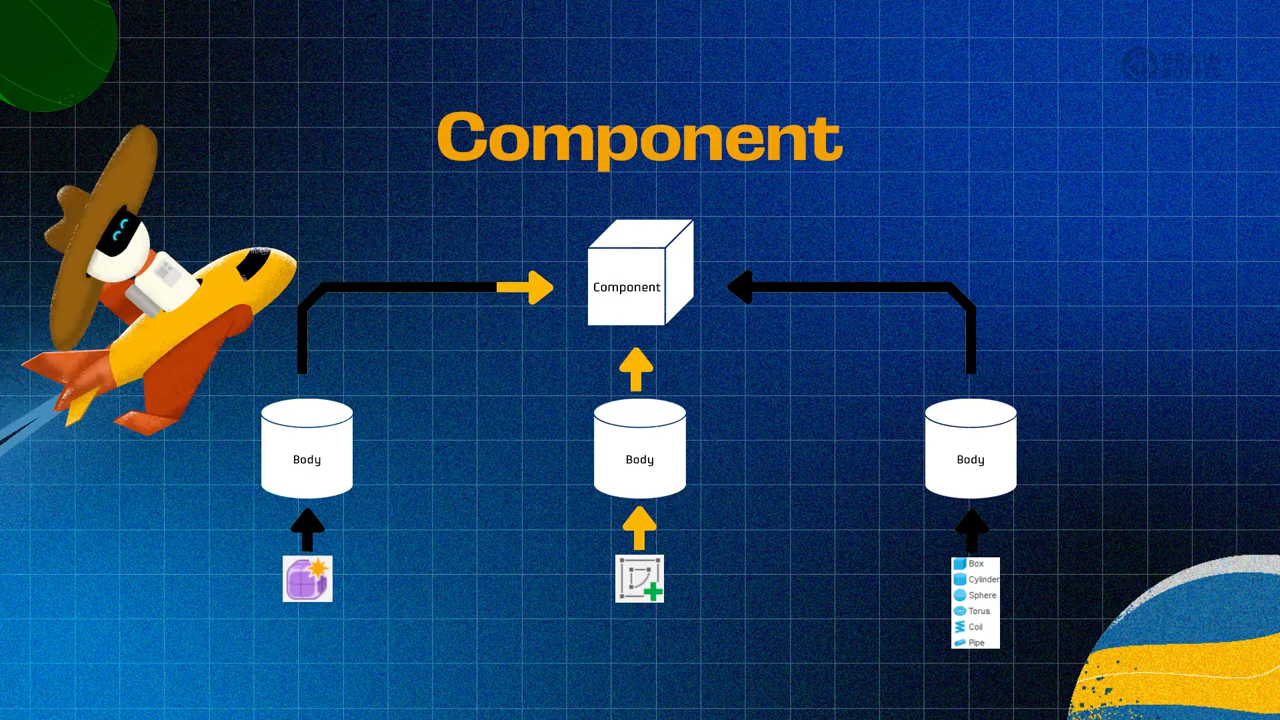 Component
Component
Body
Body
Body
Box
Cylinder
Sphere
Torus
Coil
Pipe